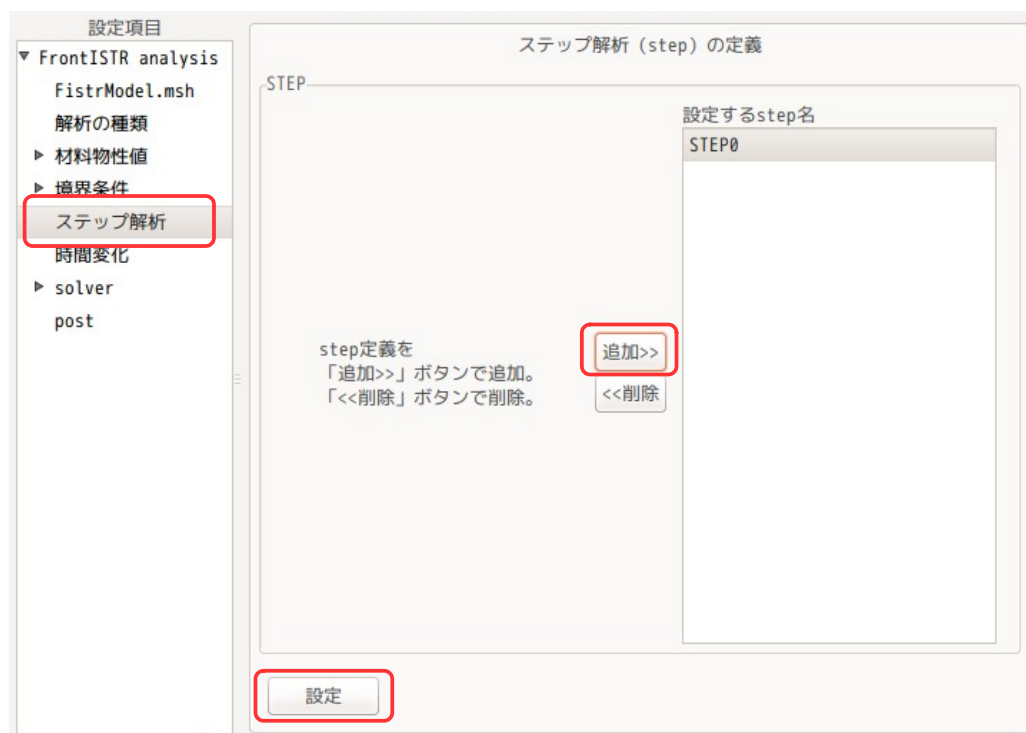 設定項目
FrontISTR analysis
FistrModel.msh
解析の種類
材料物性値
境界条件
ステップ解析
時間変化
solver
post
ステップ解析 (step) の定義
STEP
設定するstep名
STEP0
step定義を
「追加>>」ボタンで追加。
「<<削除」ボタンで削除。
追加>>
<<削除
設定